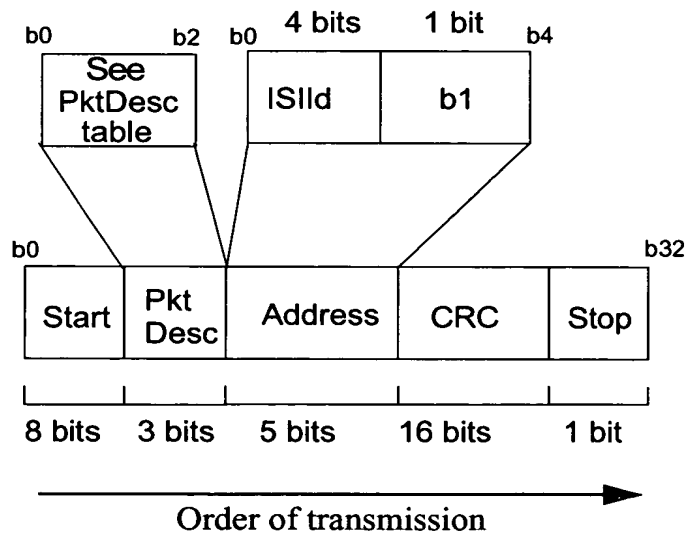 4 bits 1 bit
b0 b2 b0 b4
See
PktDesc
table
ISIId b1
b0 b32
Start Pkt Desc Address CRC Stop
8 bits 3 bits 5 bits 16 bits 1 bit
Order of transmission